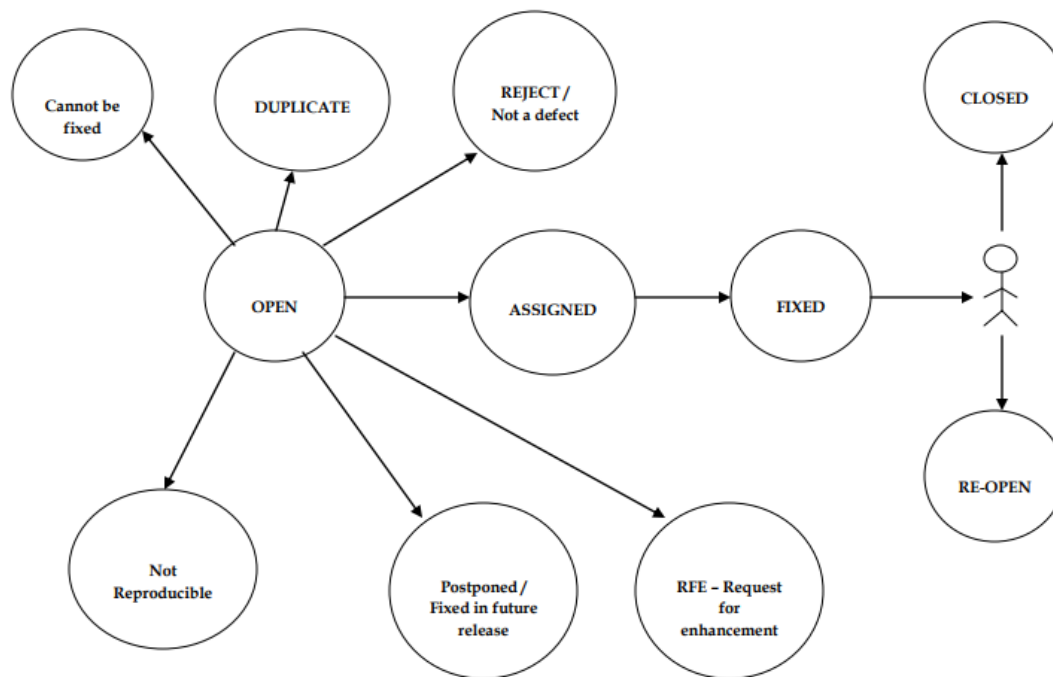 Cannot be
fixed
DUPLICATE
REJECT /
Not a defect
CLOSED
OPEN
ASSIGNED
FIXED
RE-OPEN
Not
Reproducible
Postponed /
Fixed in future
release
RFE – Request
for
enhancement